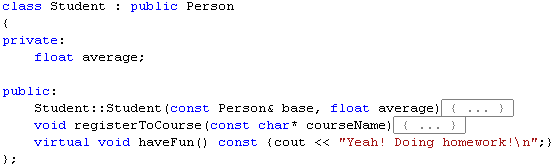 class Student : public Person
{
private:
    float average;

public:
    Student::Student(const Person& base, float average){ ... }
    void registerToCourse(const char* courseName){ ... }
    virtual void haveFun() const {cout << "Yeah! Doing homework!\n";}
};